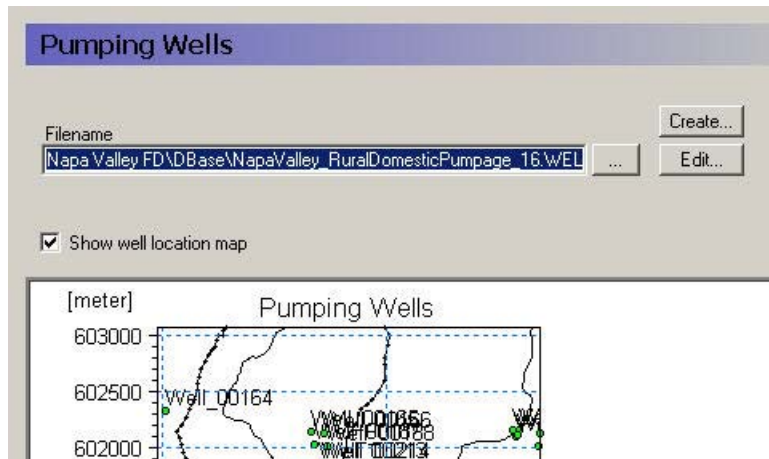 Pumping Wells
Create...
Filename
Napa Valley FD\DBase\NapaValley_RuralDomesticPumpage_16.WEL
...
Edit...
Show well location map
[meter]
Pumping Wells
603000
602500
Well_00164
602000